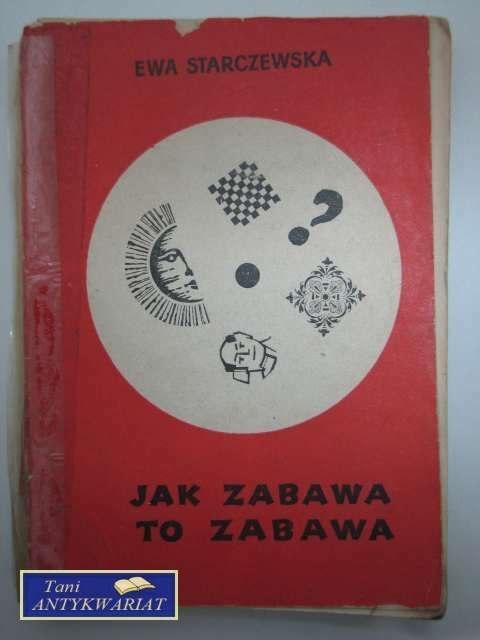 EWA STARCZEWSKA
?
JAK ZABAWA
TO ZABAWA
Tani
ANTYKWARIAT